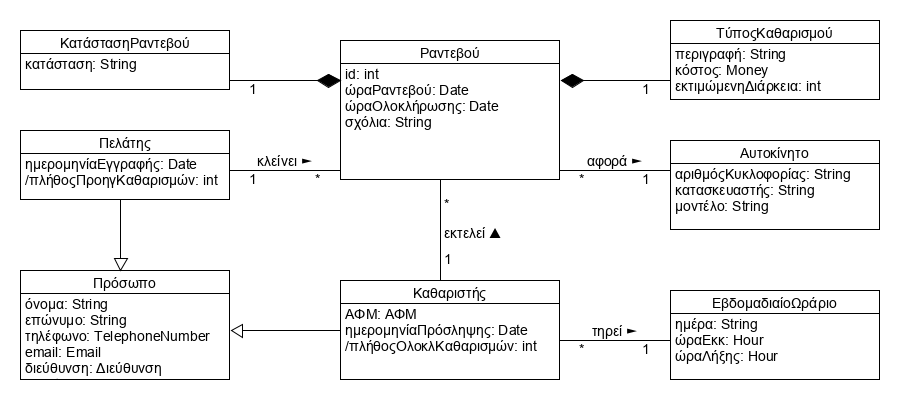 ΚατάστασηΡαντεβού
κατάσταση: String
1
Ραντεβού
id: int
ώραΡαντεβού: Date
ώραΟλοκλήρωσης: Date
σχόλια: String
1
ΤύποςΚαθαρισμού
περιγραφή: String
κόστος: Money
εκτιμώμενηΔιάρκεια: int
Πελάτης
ημερομηνίαΕγγραφής: Date
/πλήθοςΠροηγΚαθαρισμών: int
κλείνει ►
1
*
αφορά ►
*
1
Αυτοκίνητο
αριθμόςΚυκλοφορίας: String
κατασκευαστής: String
μοντέλο: String
*
εκτελεί ▲
1
Πρόσωπο
όνομα: String
επώνυμο: String
τηλέφωνο: TelephoneNumber
email: Email
διεύθυνση: Διεύθυνση
Καθαριστής
ΑΦΜ: ΑΦΜ
ημερομηνίαΠρόσληψης: Date
/πλήθοςΟλοκλΚαθαρισμών: int
τηρεί ►
*
1
ΕβδομαδιαίοΩράριο
ημέρα: String
ώραΕκκ: Hour
ώραΛήξης: Hour